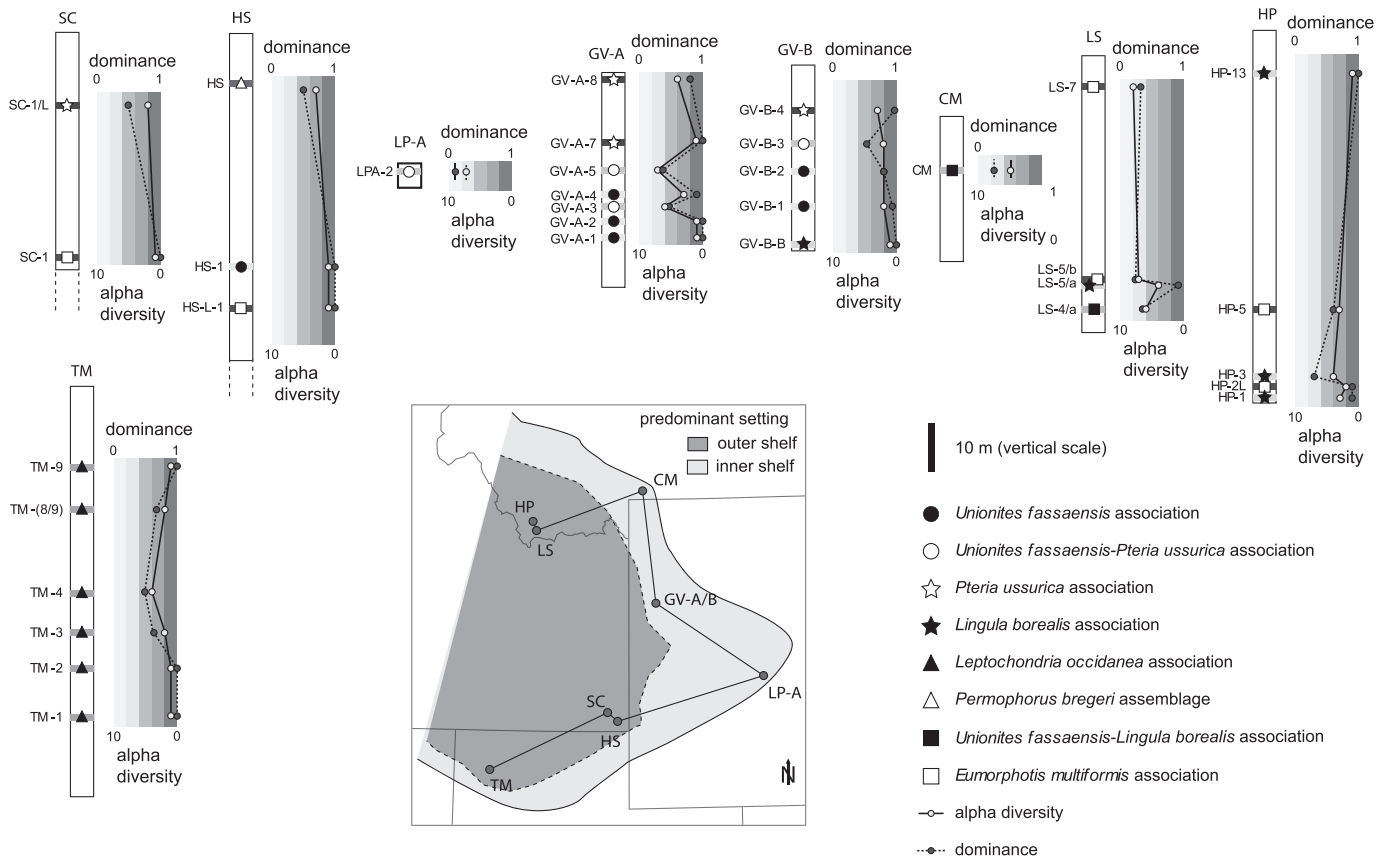 SC
dominance
0
1
SC-1/L
SC-1
10
0
alpha
diversity
HS
dominance
0
1
HS
HS-1
HS-L-1
10
0
alpha
diversity
LP-A
dominance
0
1
LPA-2
10
0
alpha
diversity
GV-A
dominance
0
1
GV-A-8
GV-A-7
GV-A-5
GV-A-4
GV-A-3
GV-A-2
GV-A-1
10
0
alpha
diversity
GV-B
dominance
0
1
GV-B-4
GV-B-3
GV-B-2
GV-B-1
GV-B-B
10
0
alpha
diversity
CM
dominance
0
1
CM
10
0
alpha
diversity
LS
dominance
0
1
LS-7
LS-5/b
LS-5/a
LS-4/a
10
0
alpha
diversity
HP
dominance
0
1
HP-13
HP-5
HP-3
HP-2L
HP-1
10
0
alpha
diversity
TM
dominance
0
1
TM-9
TM-(8/9)
TM-4
TM-3
TM-2
TM-1
10
0
alpha
diversity
predominant setting
outer shelf
inner shelf
CM
HP
LS
GV-A/B
LP-A
SC
HS
TM
N
10 m (vertical scale)
Unionites fassaensis association
Unionites fassaensis-Pteria ussurica association
Pteria ussurica association
Lingula borealis association
Leptochondria occidanea association
Permophorus bregeri assemblage
Unionites fassaensis-Lingula borealis association
Eumorphotis multiformis association
alpha diversity
dominance